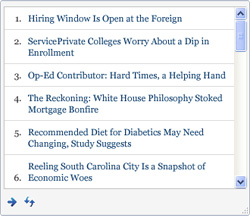 1. Hiring Window Is Open at the Foreign
2. ServicePrivate Colleges Worry About a Dip in
Enrollment
3. Op-Ed Contributor: Hard Times, a Helping Hand
4. The Reckoning: White House Philosophy Stoked
Mortgage Bonfire
5. Recommended Diet for Diabetics May Need
Changing, Study Suggests
Reeling South Carolina City Is a Snapshot of
6. Economic Woes